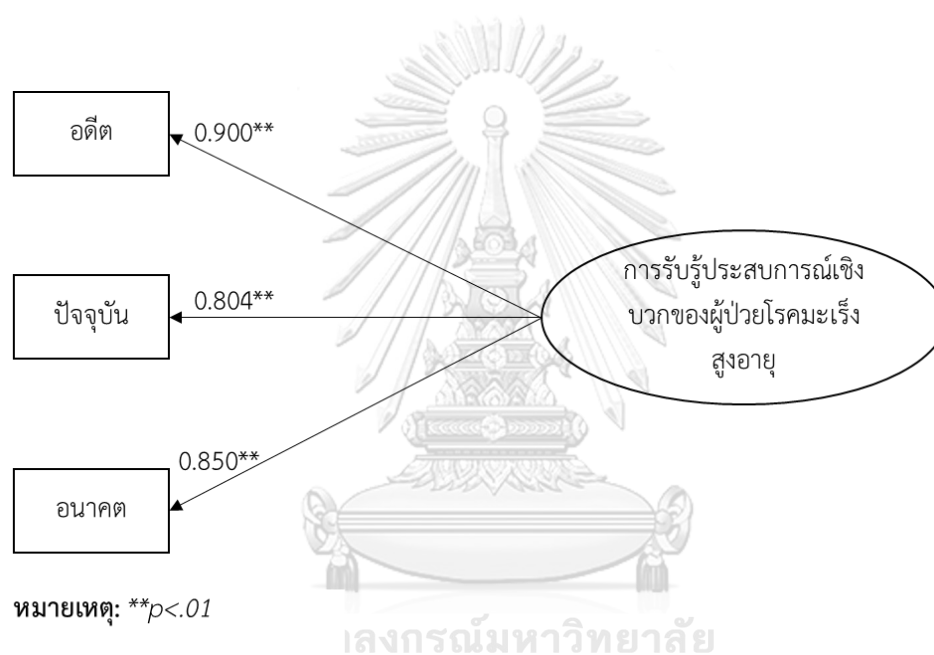 อดีต
0.900**
ปัจจุบัน
0.804**
การรับรู้ประสบการณ์เชิง
บวกของผู้ป่วยโรคมะเร็ง
สูงอายุ
0.850**
อนาคต
หมายเหตุ: **p<.01
าลงกรณ์มหาวิทยาลัย